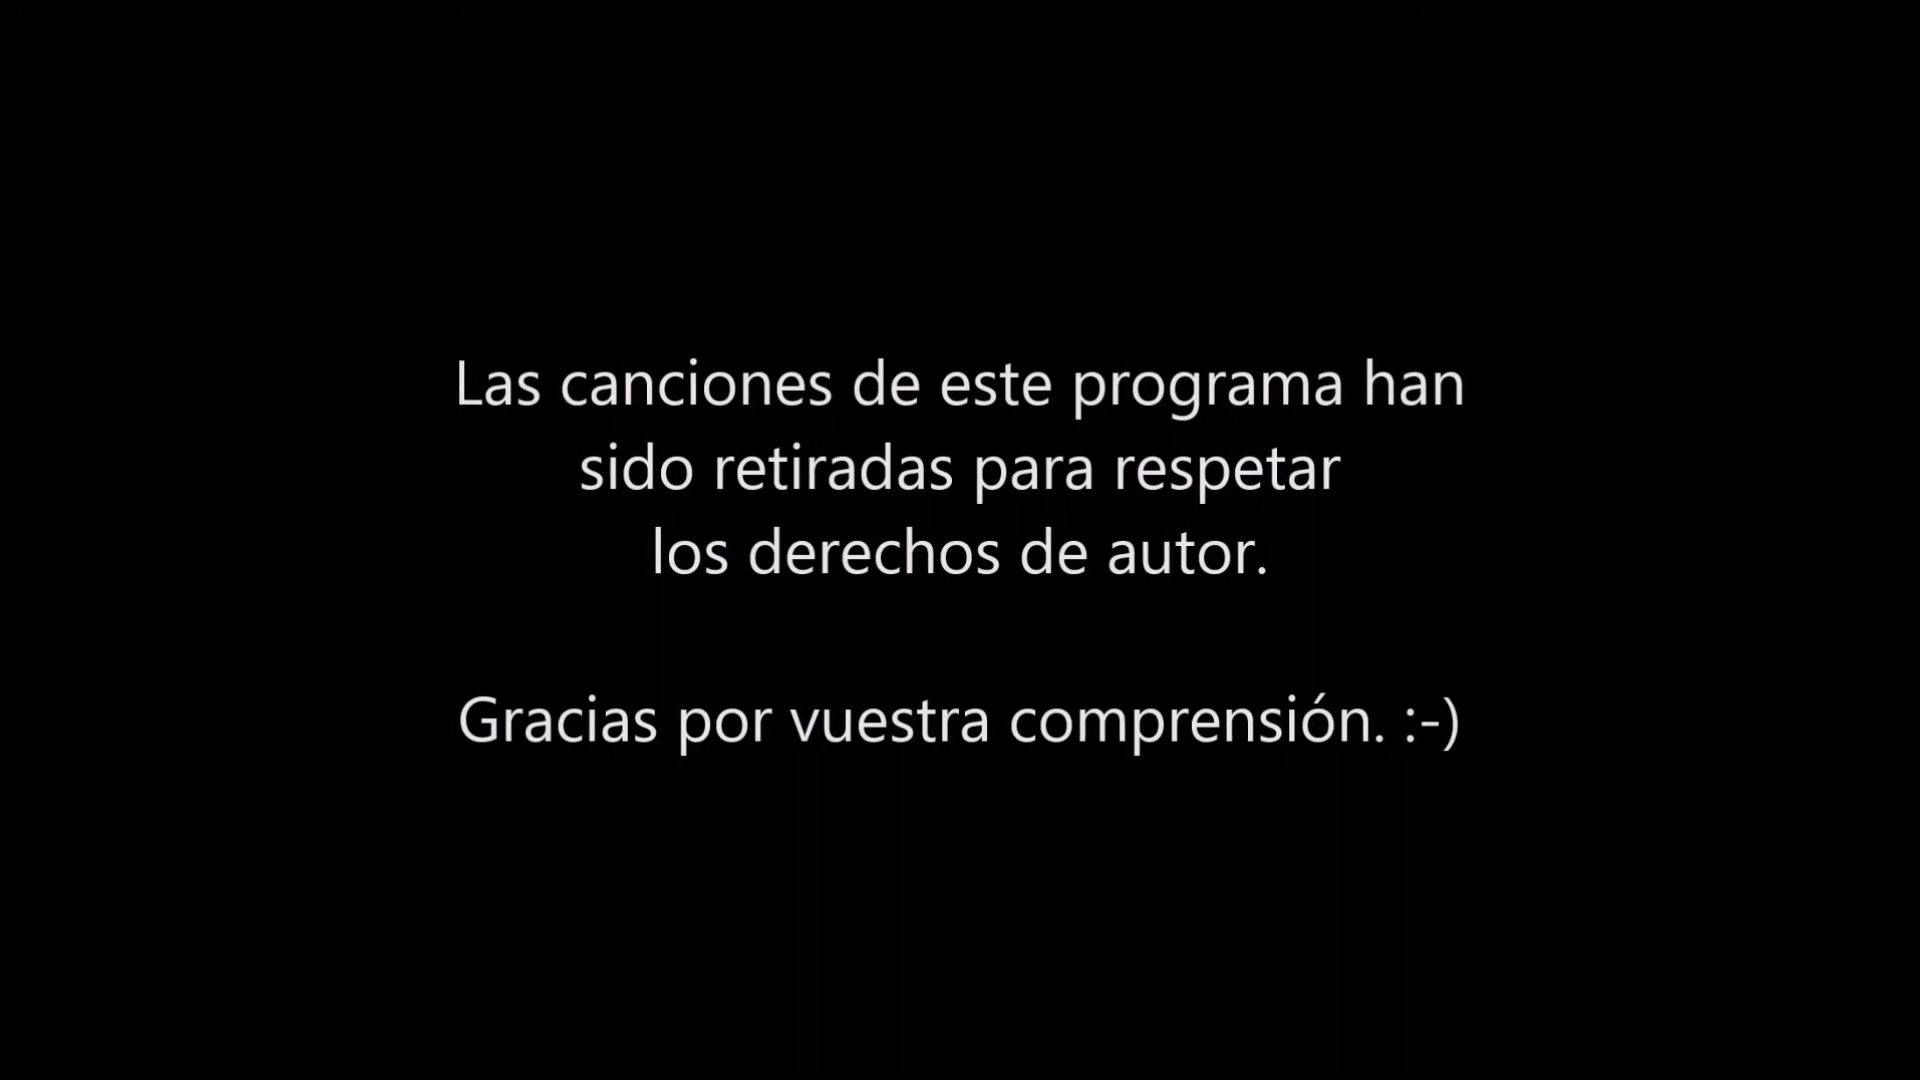 Las canciones de este programa han
sido retiradas para respetar
los derechos de autor.
Gracias por vuestra comprensión. :-)